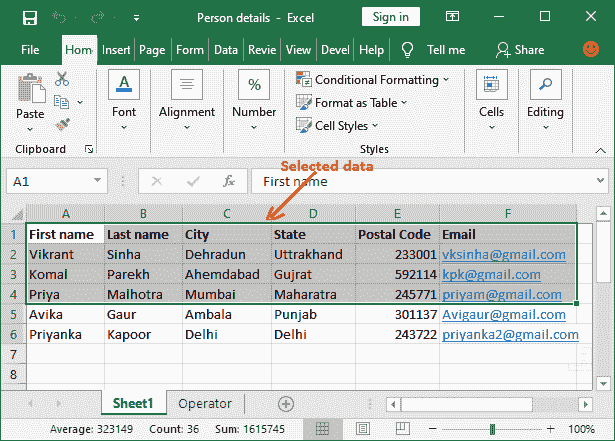 Person details - Excel
Sign in
File Hom Insert Page Form Data Revie View Devel Help Tell me Share
Paste
Clipboard
Font
Alignment
%
Number
Conditional Formatting
Format as Table
Cell Styles
Styles
Cells
Editing
Selected data
A1 fx First name
A B C D E F
1 First name Last name City State Postal Code Email
2 Vikrant Sinha Dehradun Uttrakhand 233001 vksinha@gmail.com
3 Komal Parekh Ahemdabad Gujrat 592114 kpk@gmail.com
4 Priya Malhotra Mumbai Maharatra 245771 priyam@gmail.com
5 Avika Gaur Ambala Punjab 301137 Avigaur@gmail.com
6 Priyanka Kapoor Delhi Delhi 243722 priyanka2@gmail.com
7
8
Sheet1 Operator
Average: 323149 Count: 36 Sum: 1615745 100%